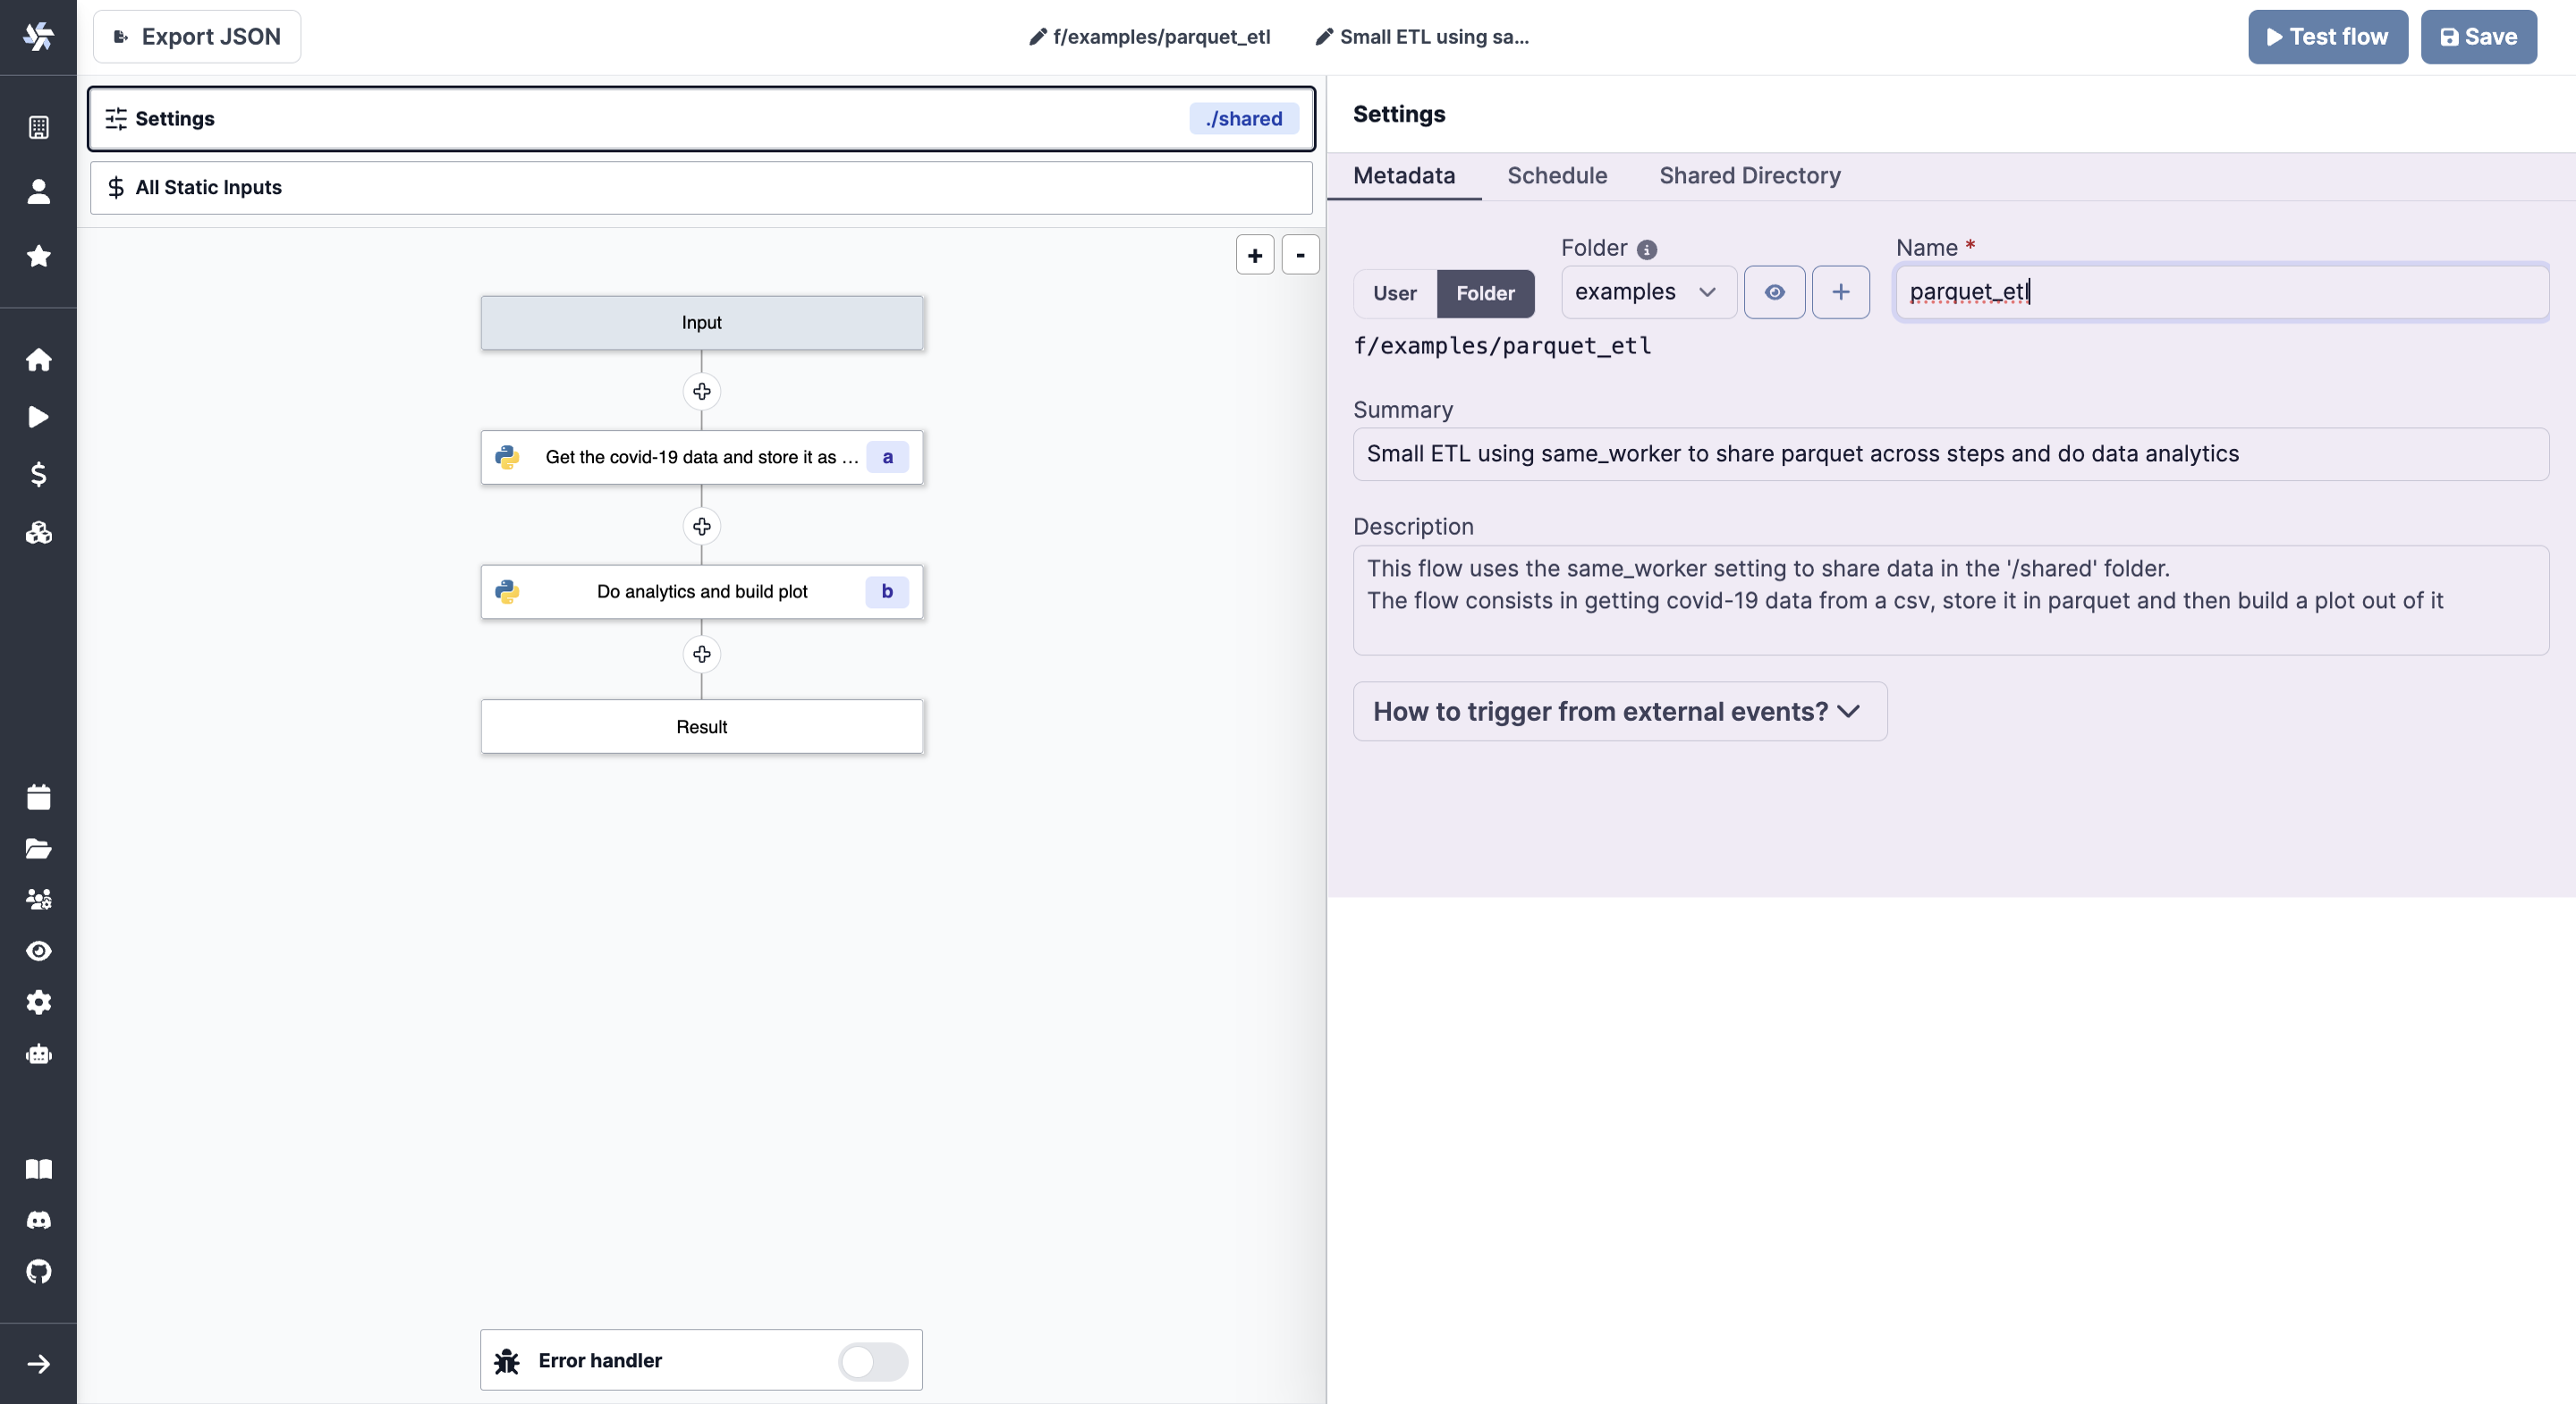 Export JSON
f/examples/parquet_etl
Small ETL using sa...
Test flow
Save
Settings
./shared
All Static Inputs
+
-
Input
Get the covid-19 data and store it as ...
a
Do analytics and build plot
b
Result
Error handler
Settings
Metadata
Schedule
Shared Directory
Folder
Name *
User
Folder
examples
parquet_etl
f/examples/parquet_etl
Summary
Small ETL using same_worker to share parquet across steps and do data analytics
Description
This flow uses the same_worker setting to share data in the '/shared' folder.
The flow consists in getting covid-19 data from a csv, store it in parquet and then build a plot out of it
How to trigger from external events?